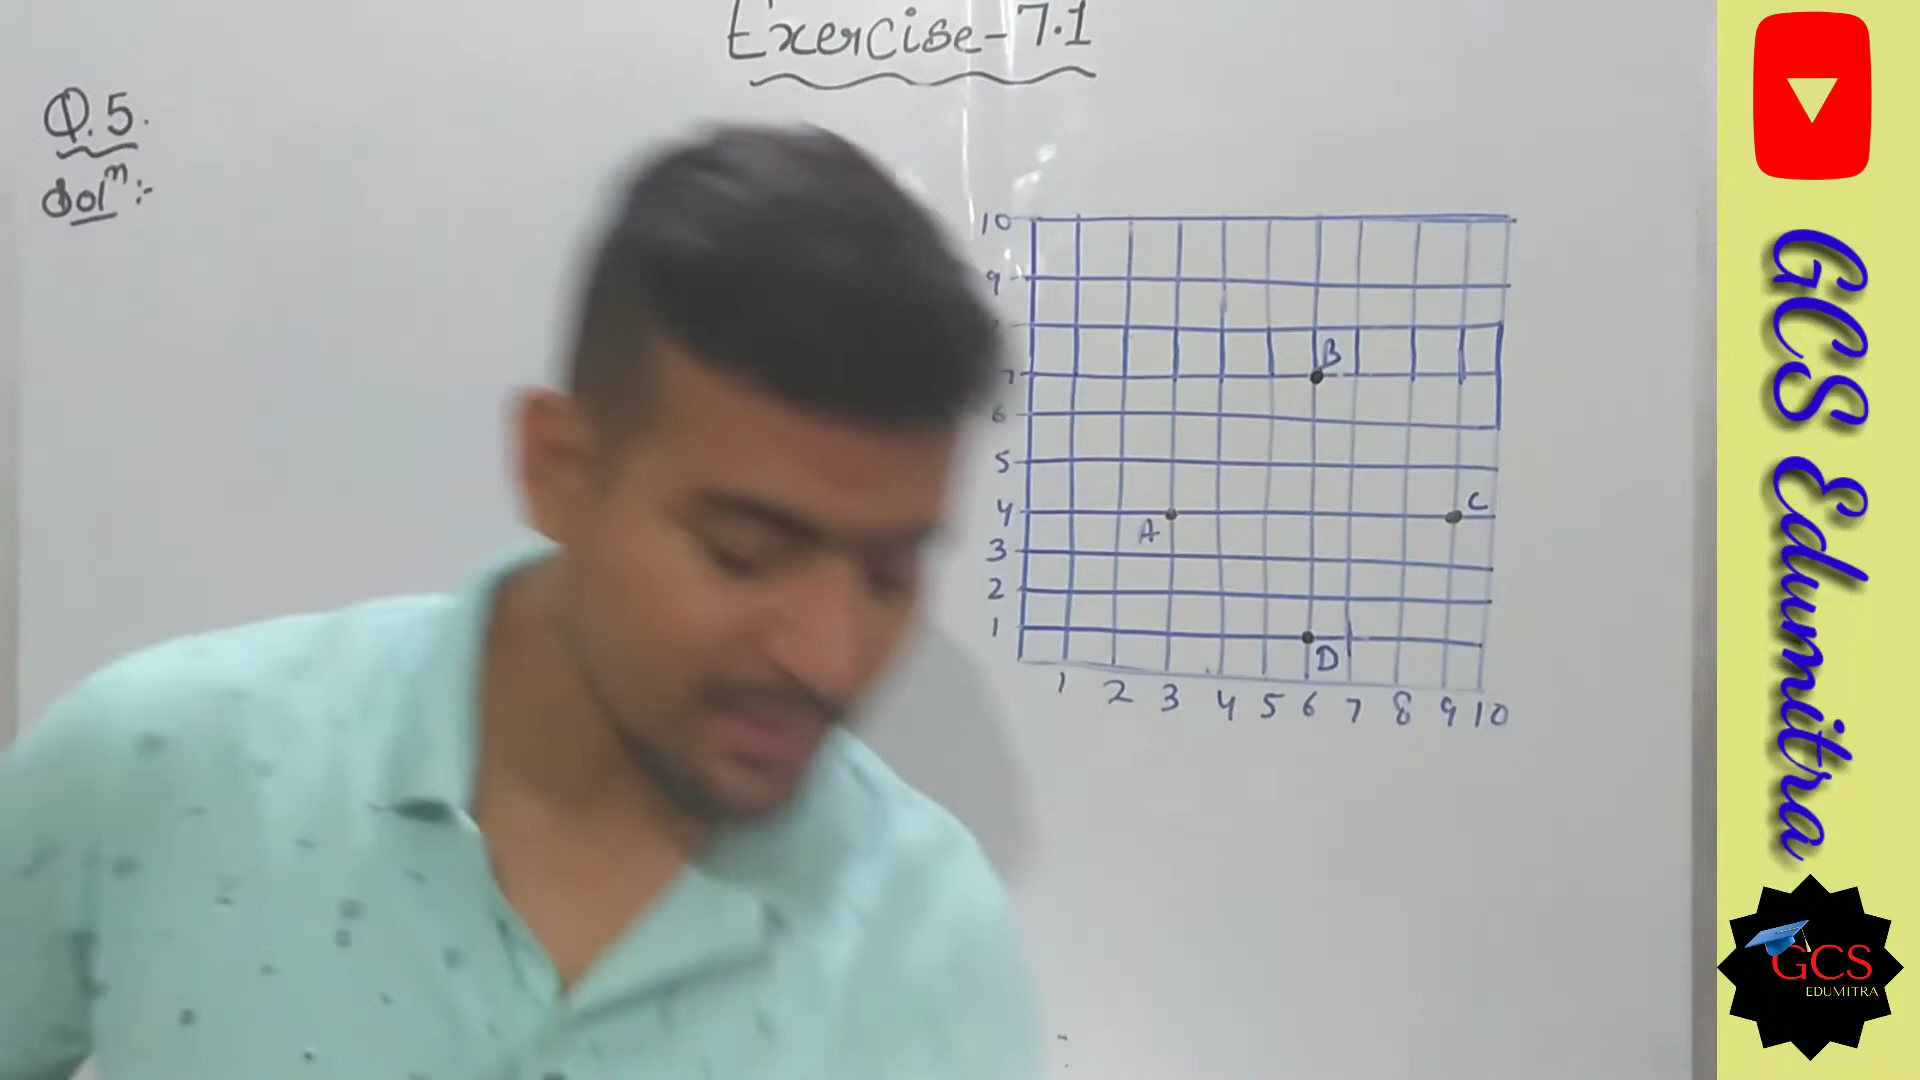 Exercise-7.1
Q.5.
Solⁿ:-
10
9
7
6
5
4
3
2
1
B
C
A
D
1 2 3 4 5 6 7 8 9 10
GCS Edumitra
GCS
EDUMITRA